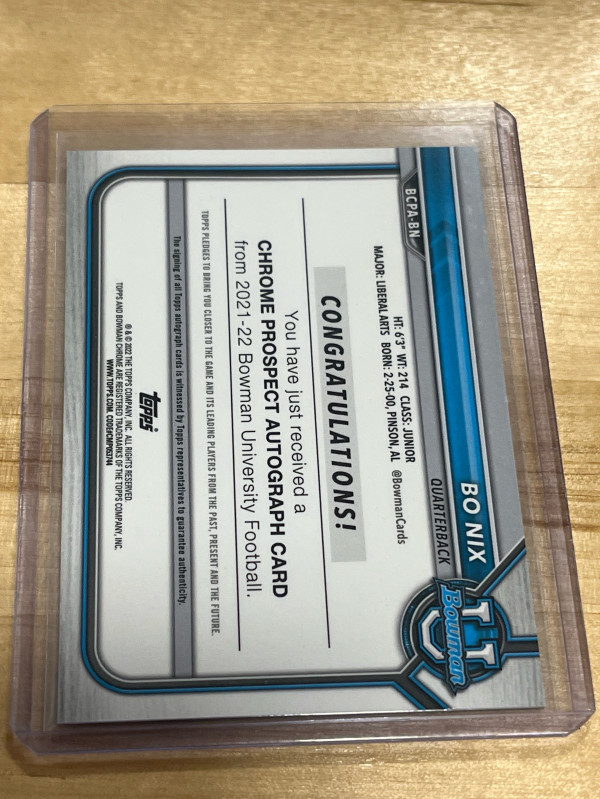 BO NIX
QUARTERBACK
U
Bowman
BCPA-BN
HT: 6'3" WT: 214 CLASS: JUNIOR
MAJOR: LIBERAL ARTS BORN: 2-25-00, PINSON, AL @BowmanCards
CONGRATULATIONS!
You have just received a
CHROME PROSPECT AUTOGRAPH CARD
from 2021-22 Bowman University Football.
TOPPS PLEDGES TO BRING YOU CLOSER TO THE GAME AND ITS LEADING PLAYERS FROM THE PAST, PRESENT AND THE FUTURE.
The signing of all Topps autograph cards is witnessed by Topps representatives to guarantee authenticity.
topps
® & © 2022 THE TOPPS COMPANY, INC. ALL RIGHTS RESERVED.
TOPPS AND BOWMAN CHROME ARE REGISTERED TRADEMARKS OF THE TOPPS COMPANY, INC.
WWW.TOPPS.COM. CODE#CMP053744